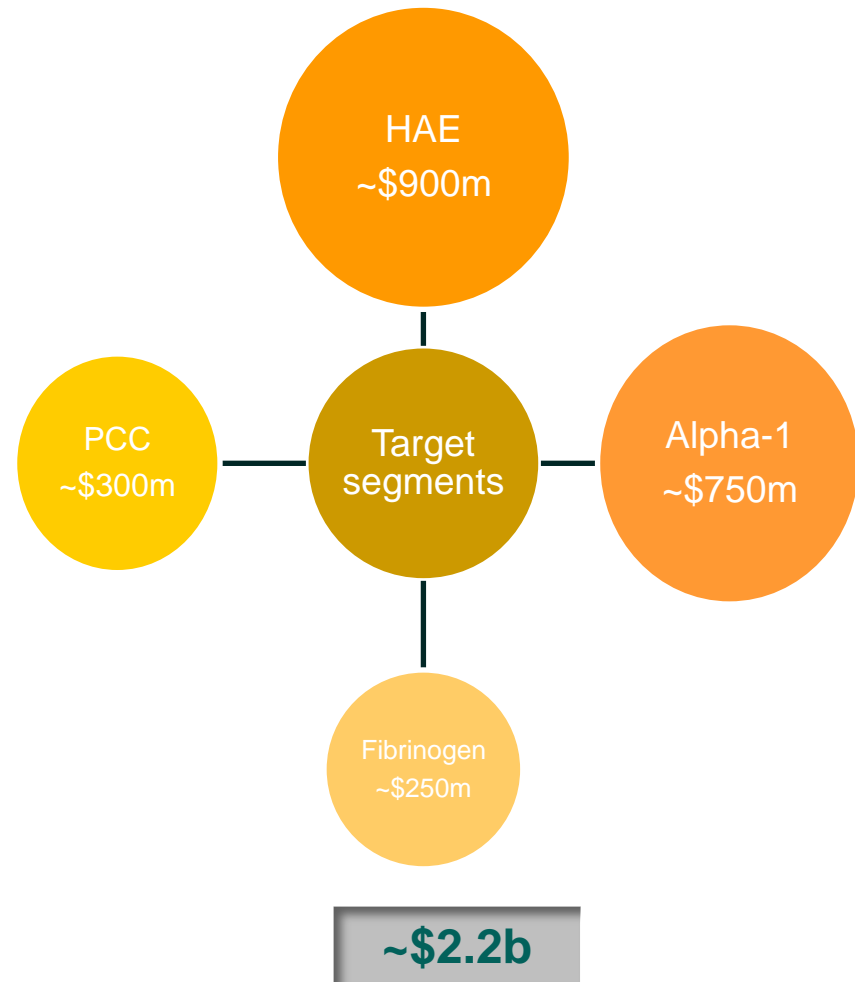 HAE
~$900m
PCC
~$300m
Target
segments
Alpha-1
~$750m
Fibrinogen
~$250m
~$2.2b